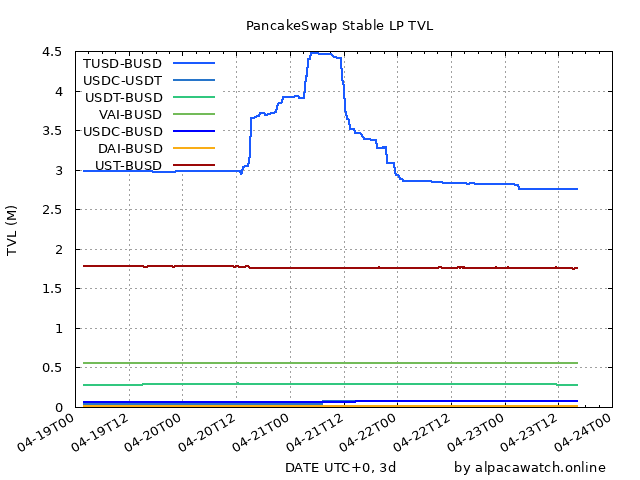 PancakeSwap Stable LP TVL
4.5
4
3.5
3
2.5
2
1.5
1
0.5
0
TVL (M)
TUSD-BUSD
USDC-USDT
USDT-BUSD
VAI-BUSD
USDC-BUSD
DAI-BUSD
UST-BUSD
04-19T00
04-19T12
04-20T00
04-20T12
04-21T00
04-21T12
04-22T00
04-22T12
04-23T00
04-23T12
04-24T00
DATE UTC+0, 3d
by alpacawatch.online